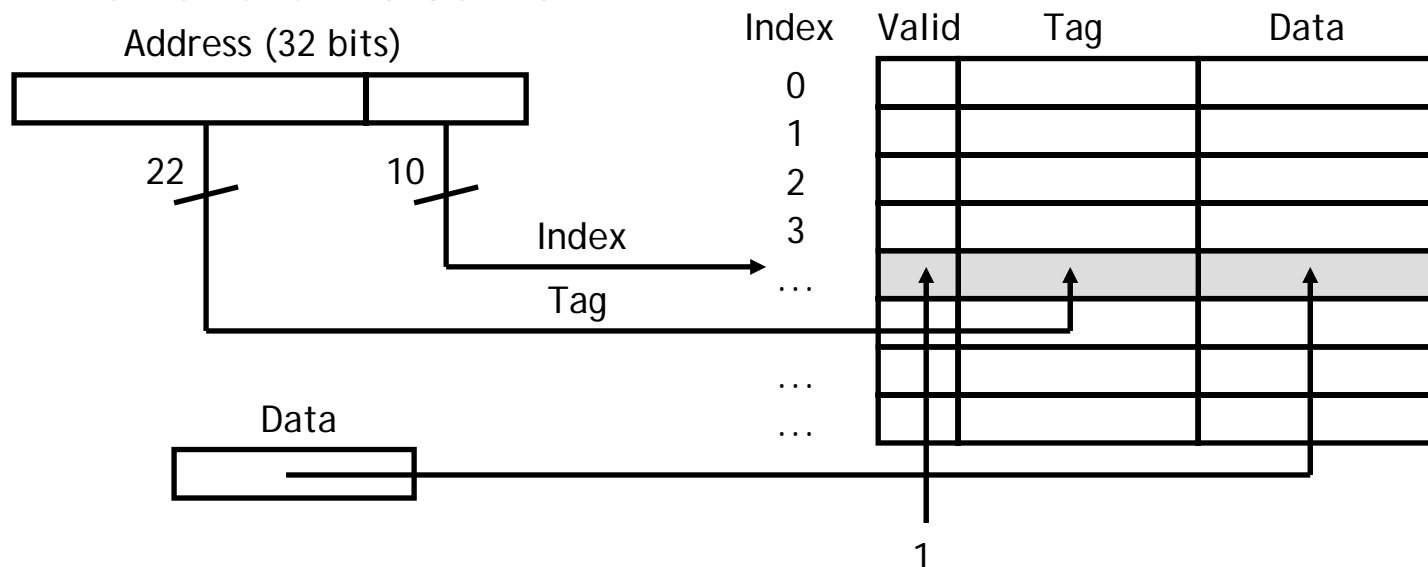 Address (32 bits)
Index Valid Tag Data
0
1
2
3
...
...
...
22
10
Index
Tag
Data
1